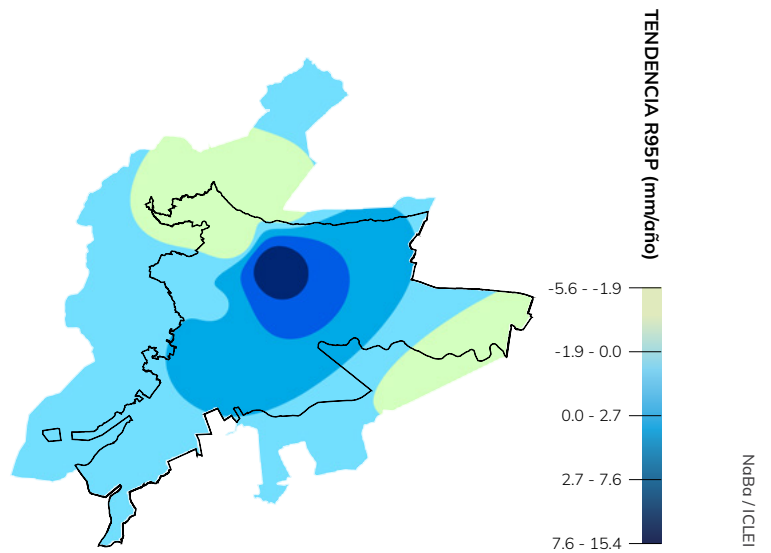 TENDENCIA R95P (mm/año)
-5.6 - -1.9
-1.9 - 0.0
0.0 - 2.7
2.7 - 7.6
7.6 - 15.4
NaBa / ICLEI